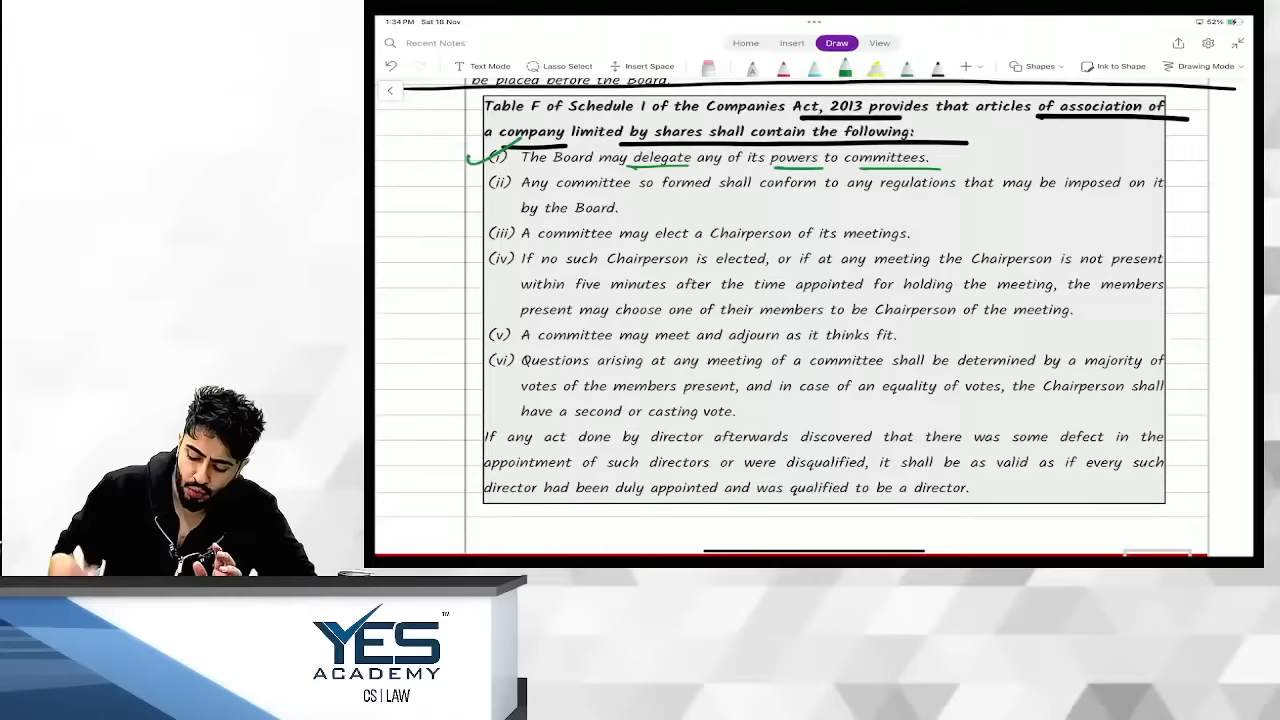 1:34 PM Sat 18 Nov
52%
Recent Notes
Home Insert Draw View
Text Mode Lasso Select Insert Space Shapes Ink to Shape Drawing Mode
be placed before the Board.
Table F of Schedule I of the Companies Act, 2013 provides that articles of association of
a company limited by shares shall contain the following:
(i) The Board may delegate any of its powers to committees.
(ii) Any committee so formed shall conform to any regulations that may be imposed on it
by the Board.
(iii) A committee may elect a Chairperson of its meetings.
(iv) If no such Chairperson is elected, or if at any meeting the Chairperson is not present
within five minutes after the time appointed for holding the meeting, the members
present may choose one of their members to be Chairperson of the meeting.
(v) A committee may meet and adjourn as it thinks fit.
(vi) Questions arising at any meeting of a committee shall be determined by a majority of
votes of the members present, and in case of an equality of votes, the Chairperson shall
have a second or casting vote.
If any act done by director afterwards discovered that there was some defect in the
appointment of such directors or were disqualified, it shall be as valid as if every such
director had been duly appointed and was qualified to be a director.
YES™
ACADEMY
CS | LAW